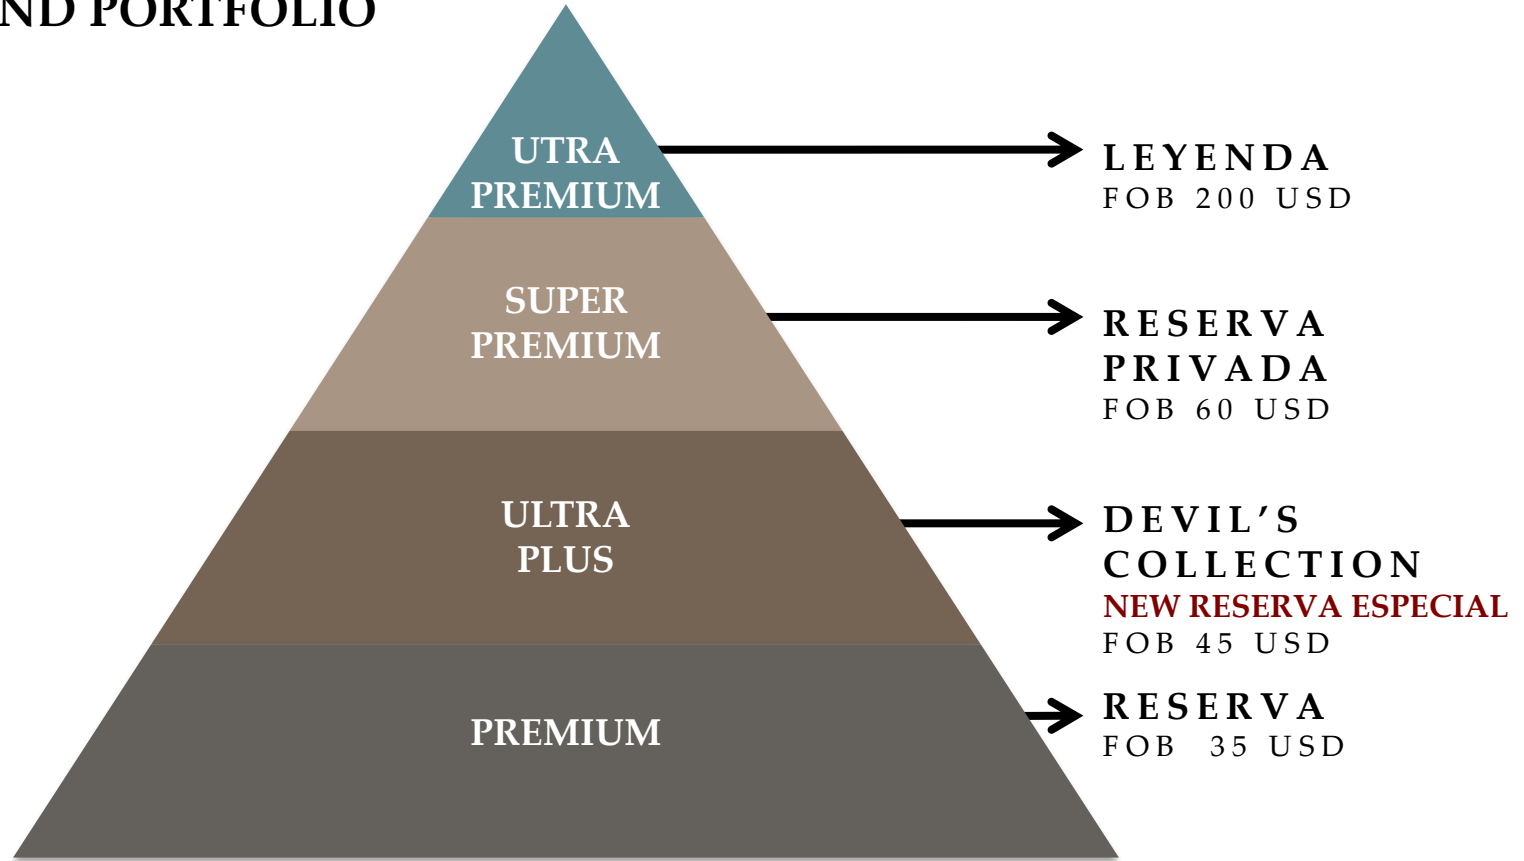 ND PORTFOLIO
UTRA
PREMIUM
LEYENDA
FOB 200 USD
SUPER
PREMIUM
RESERVA
PRIVADA
FOB 60 USD
ULTRA
PLUS
DEVIL’S
COLLECTION
NEW RESERVA ESPECIAL
FOB 45 USD
PREMIUM
RESERVA
FOB 35 USD